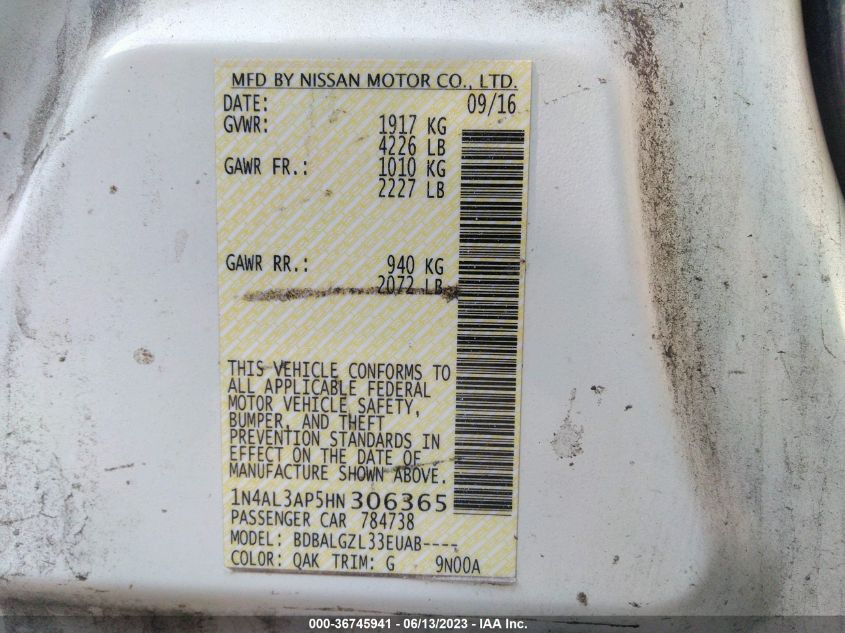 MFD BY NISSAN MOTOR CO., LTD.
DATE: 09/16
GVWR: 1917 KG
4226 LB
GAWR FR.: 1010 KG
2227 LB
GAWR RR.: 940 KG
2072 LB
THIS VEHICLE CONFORMS TO
ALL APPLICABLE FEDERAL
MOTOR VEHICLE SAFETY,
BUMPER, AND THEFT
PREVENTION STANDARDS IN
EFFECT ON THE DATE OF
MANUFACTURE SHOWN ABOVE.
1N4AL3AP5HN306365
PASSENGER CAR 784738
MODEL: BDBALGZL33EUAB----
COLOR: QAK TRIM: G 9N00A
000-36745941 - 06/13/2023 - IAA Inc.